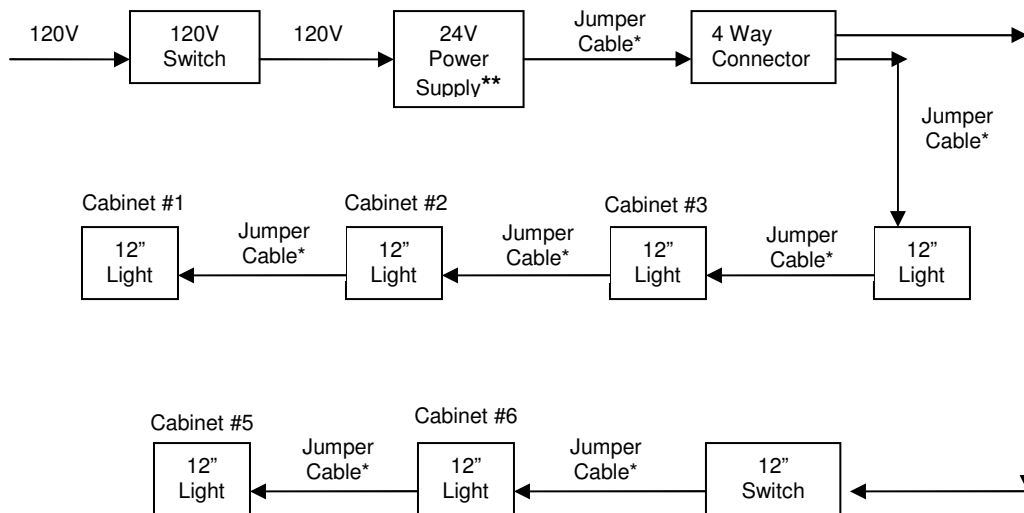 120V
120V
Switch
120V
24V
Power
Supply**
Jumper
Cable*
4 Way
Connector
Jumper
Cable*
Cabinet #1
12”
Light
Jumper
Cable*
Cabinet #2
12”
Light
Jumper
Cable*
Cabinet #3
12”
Light
Jumper
Cable*
12”
Light
Cabinet #5
12”
Light
Jumper
Cable*
Cabinet #6
12”
Light
Jumper
Cable*
12”
Switch